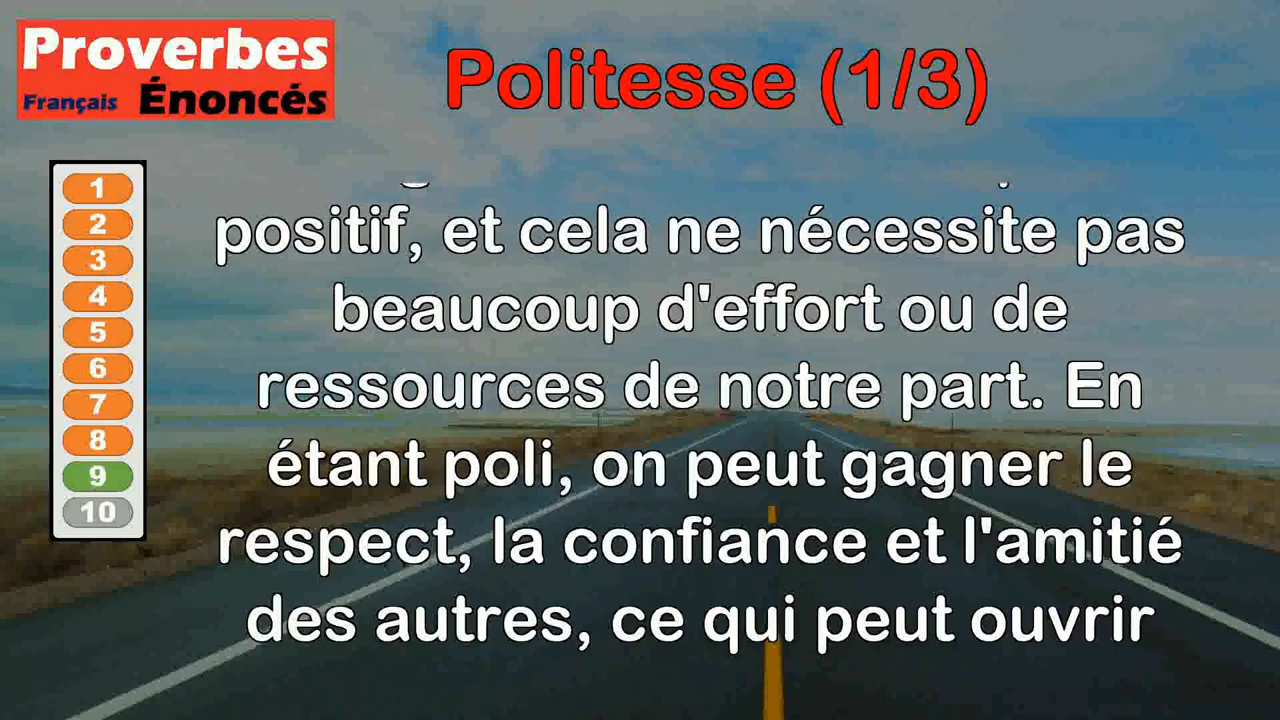 Proverbes
Français Énoncés
Politesse (1/3)
1
2
3
4
5
6
7
8
9
10
positif, et cela ne nécessite pas
beaucoup d'effort ou de
ressources de notre part. En
étant poli, on peut gagner le
respect, la confiance et l'amitié
des autres, ce qui peut ouvrir